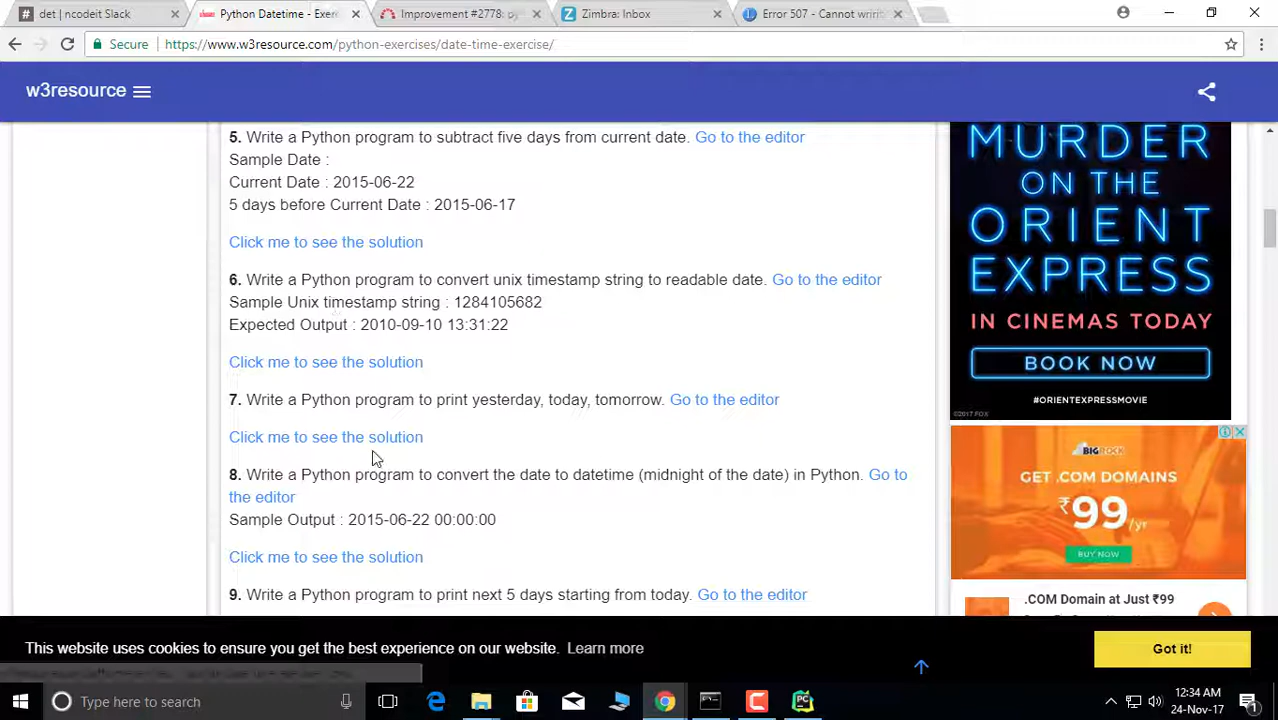 det | ncodeit Slack
Python Datetime - Exer
Improvement #2778: py
Zimbra: Inbox
Error 507 - Cannot writ
Secure
https://www.w3resource.com/python-exercises/date-time-exercise/
w3resource
5. Write a Python program to subtract five days from current date. Go to the editor
Sample Date :
Current Date : 2015-06-22
5 days before Current Date : 2015-06-17
Click me to see the solution
6. Write a Python program to convert unix timestamp string to readable date. Go to the editor
Sample Unix timestamp string : 1284105682
Expected Output : 2010-09-10 13:31:22
Click me to see the solution
7. Write a Python program to print yesterday, today, tomorrow. Go to the editor
Click me to see the solution
8. Write a Python program to convert the date to datetime (midnight of the date) in Python. Go to
the editor
Sample Output : 2015-06-22 00:00:00
Click me to see the solution
9. Write a Python program to print next 5 days starting from today. Go to the editor
MURDER
ON THE
ORIENT
EXPRESS
IN CINEMAS TODAY
BOOK NOW
#ORIENTEXPRESSMOVIE
©2017 FOX
BIGROCK
GET .COM DOMAINS
₹99/yr
BUY NOW
.COM Domain at Just ₹99
This website uses cookies to ensure you get the best experience on our website. Learn more
Got it!
Type here to search
PC
12:34 AM
24-Nov-17
1